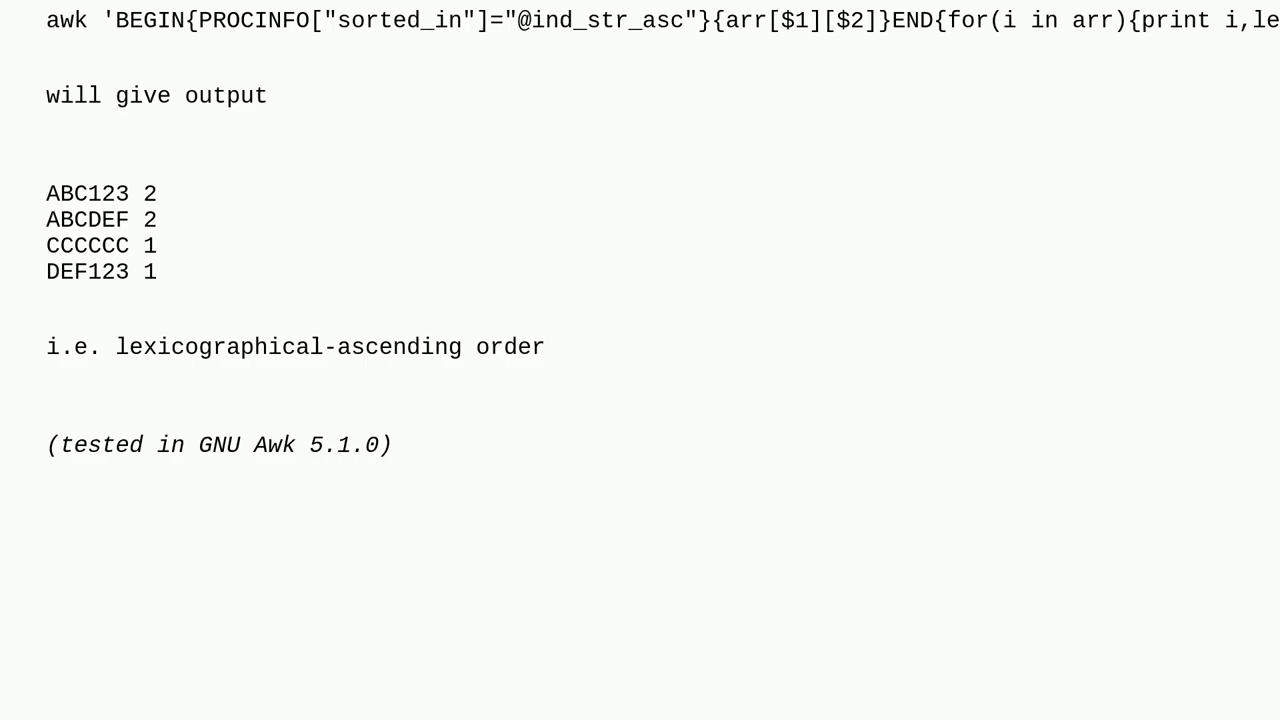 awk 'BEGIN{PROCINFO["sorted_in"]="@ind_str_asc"}{arr[$1][$2]}END{for(i in arr){print i,le
will give output
ABC123 2
ABCDEF 2
CCCCCC 1
DEF123 1
i.e. lexicographical-ascending order
(tested in GNU Awk 5.1.0)